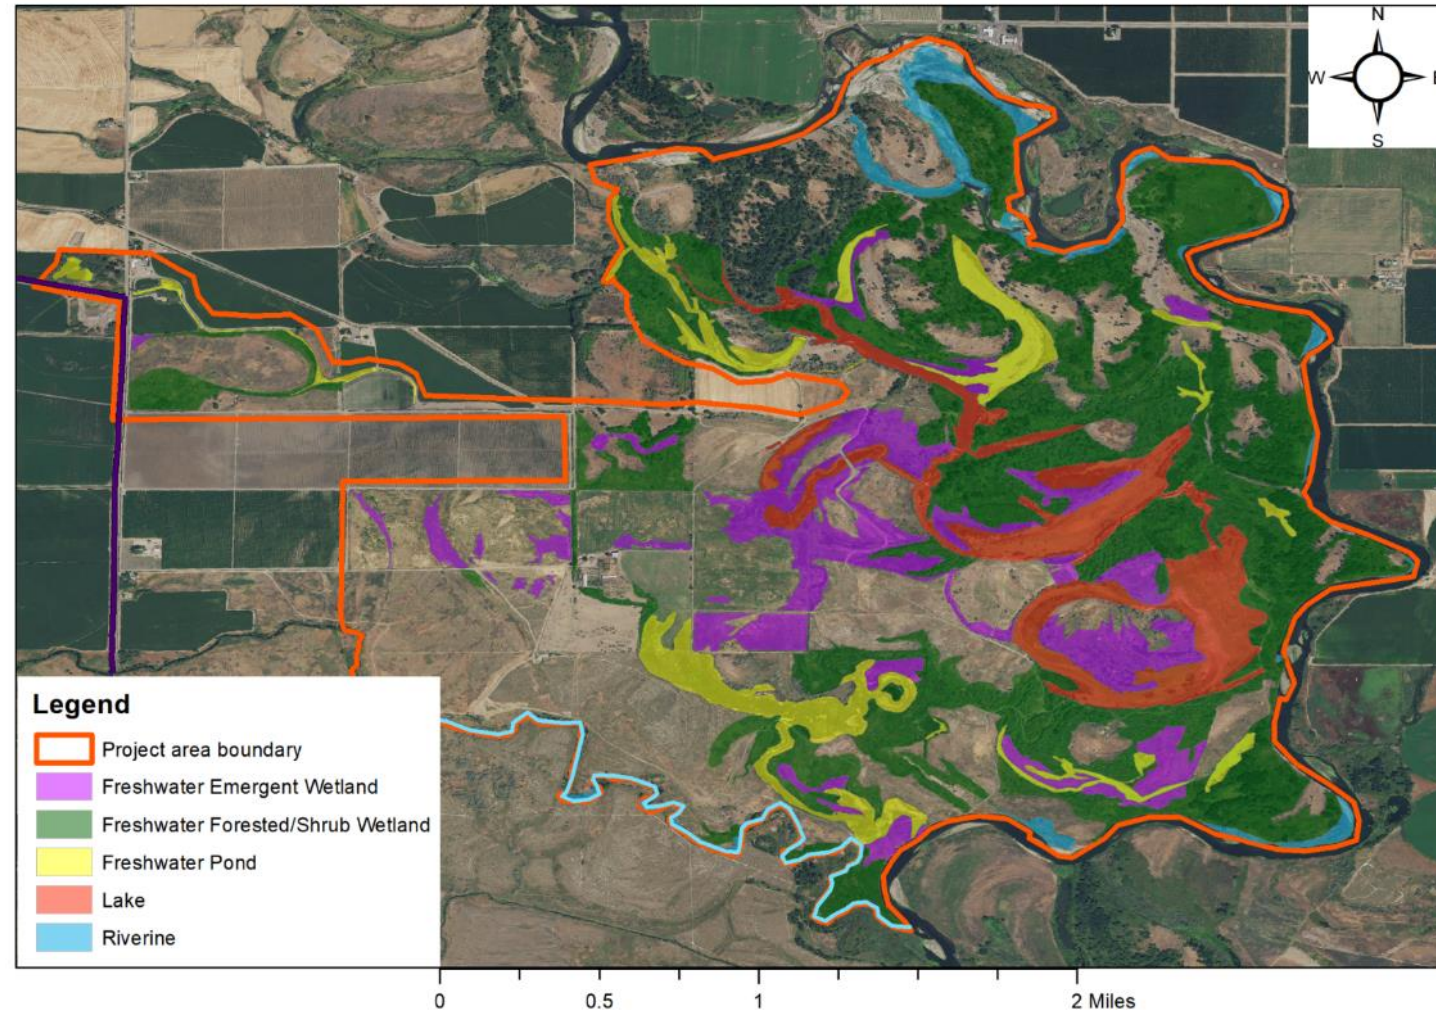 N
W
E
S
Legend
Project area boundary
Freshwater Emergent Wetland
Freshwater Forested/Shrub Wetland
Freshwater Pond
Lake
Riverine
0 0.5 1 2 Miles